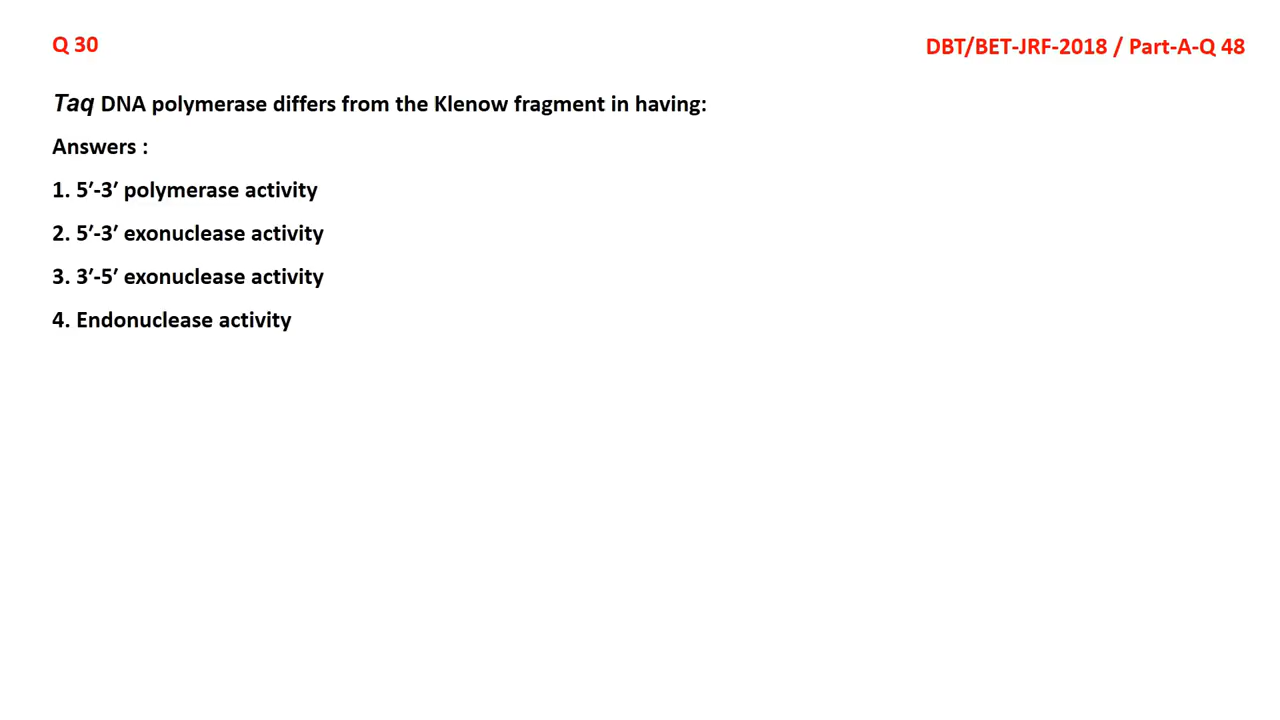 Q 30
DBT/BET-JRF-2018 / Part-A-Q 48
Taq DNA polymerase differs from the Klenow fragment in having:
Answers :
1. 5′-3′ polymerase activity
2. 5′-3′ exonuclease activity
3. 3′-5′ exonuclease activity
4. Endonuclease activity